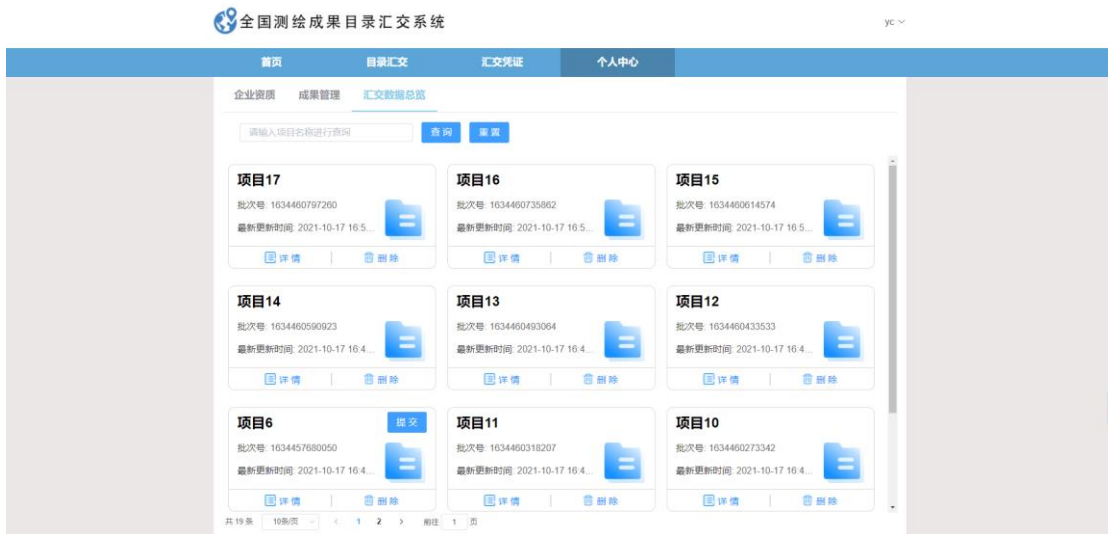 全国测绘成果目录汇交系统
yc
首页 目录汇交 汇交凭证 个人中心
企业资质 成果管理 汇交数据总览
请输入项目名称进行查询 查询 重置
项目17 项目16 项目15
批次号: 1634460797260 批次号: 1634460735862 批次号: 1634460614574
最新更新时间: 2021-10-17 16:5... 最新更新时间: 2021-10-17 16:5... 最新更新时间: 2021-10-17 16:5...
详情 删除 详情 删除 详情 删除
项目14 项目13 项目12
批次号: 1634460590923 批次号: 1634460493064 批次号: 1634460433533
最新更新时间: 2021-10-17 16:4... 最新更新时间: 2021-10-17 16:4... 最新更新时间: 2021-10-17 16:4...
详情 删除 详情 删除 详情 删除
项目6 提交 项目11 项目10
批次号: 1634457680050 批次号: 1634460318207 批次号: 1634460273342
最新更新时间: 2021-10-17 16:4... 最新更新时间: 2021-10-17 16:4... 最新更新时间: 2021-10-17 16:4...
详情 删除 详情 删除 详情 删除
共 19 条 10条/页 < 1 2 > 前往 1 页